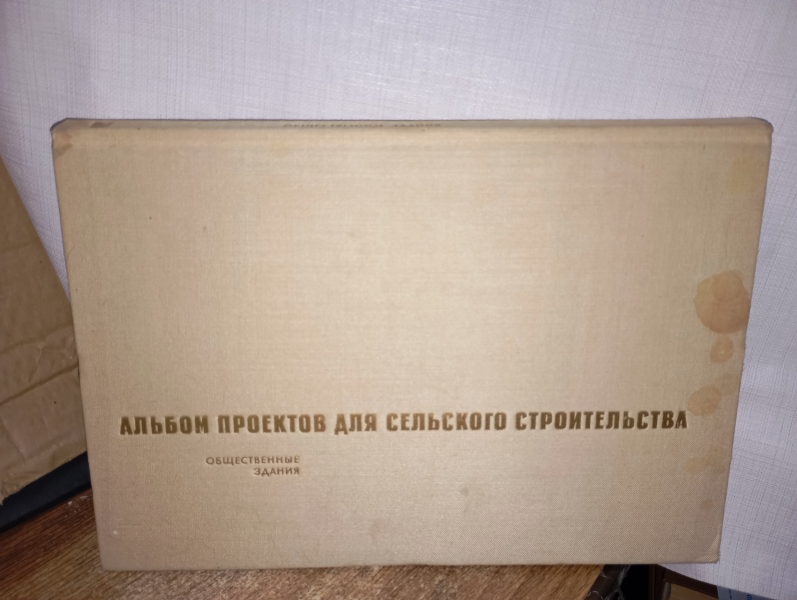 АЛЬБОМ ПРОЕКТОВ ДЛЯ СЕЛЬСКОГО СТРОИТЕЛЬСТВА
ОБЩЕСТВЕННЫЕ
ЗДАНИЯ